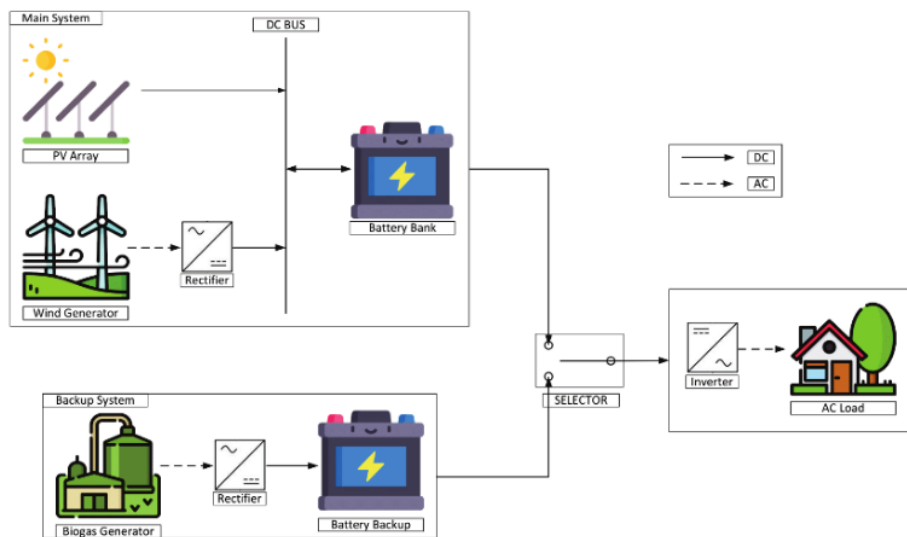 Main System
DC BUS
PV Array
Battery Bank
Rectifier
Wind Generator
DC
AC
SELECTOR
Inverter
AC Load
Backup System
Rectifier
Biogas Generator
Battery Backup